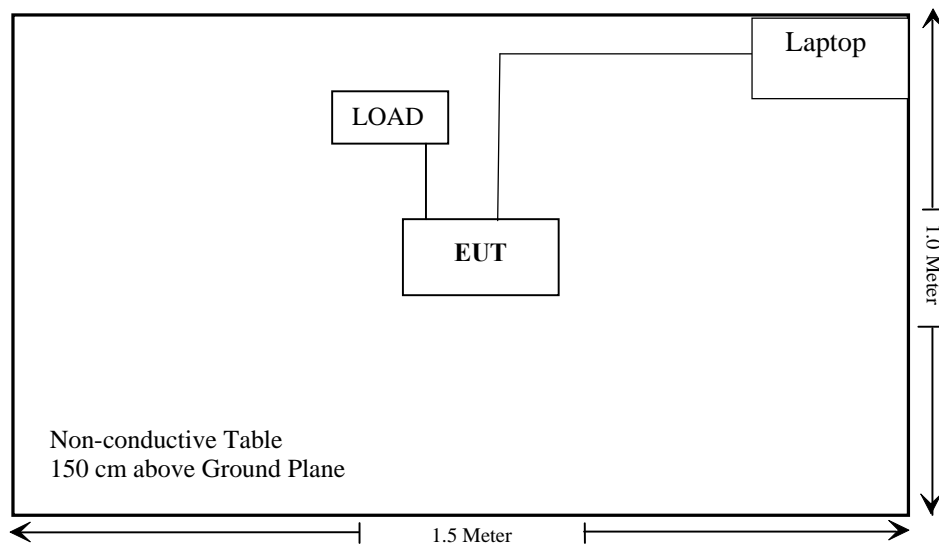 Laptop
LOAD
EUT
1.0 Meter
Non-conductive Table
150 cm above Ground Plane
1.5 Meter